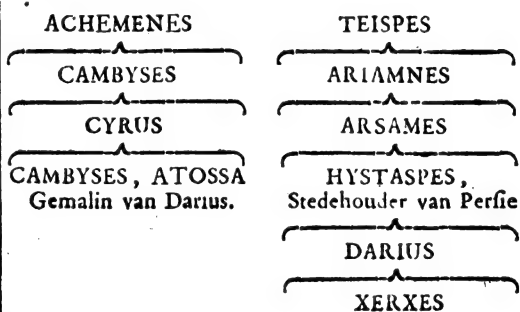 ACHEMENES
CAMBYSES
CYRUS
CAMBYSES, ATOSSA
Gemalin van Darius.
TEISPES
ARIAMNES
ARSAMES
HYSTASPES,
Stedehouder van Perſie
DARIUS
XERXES